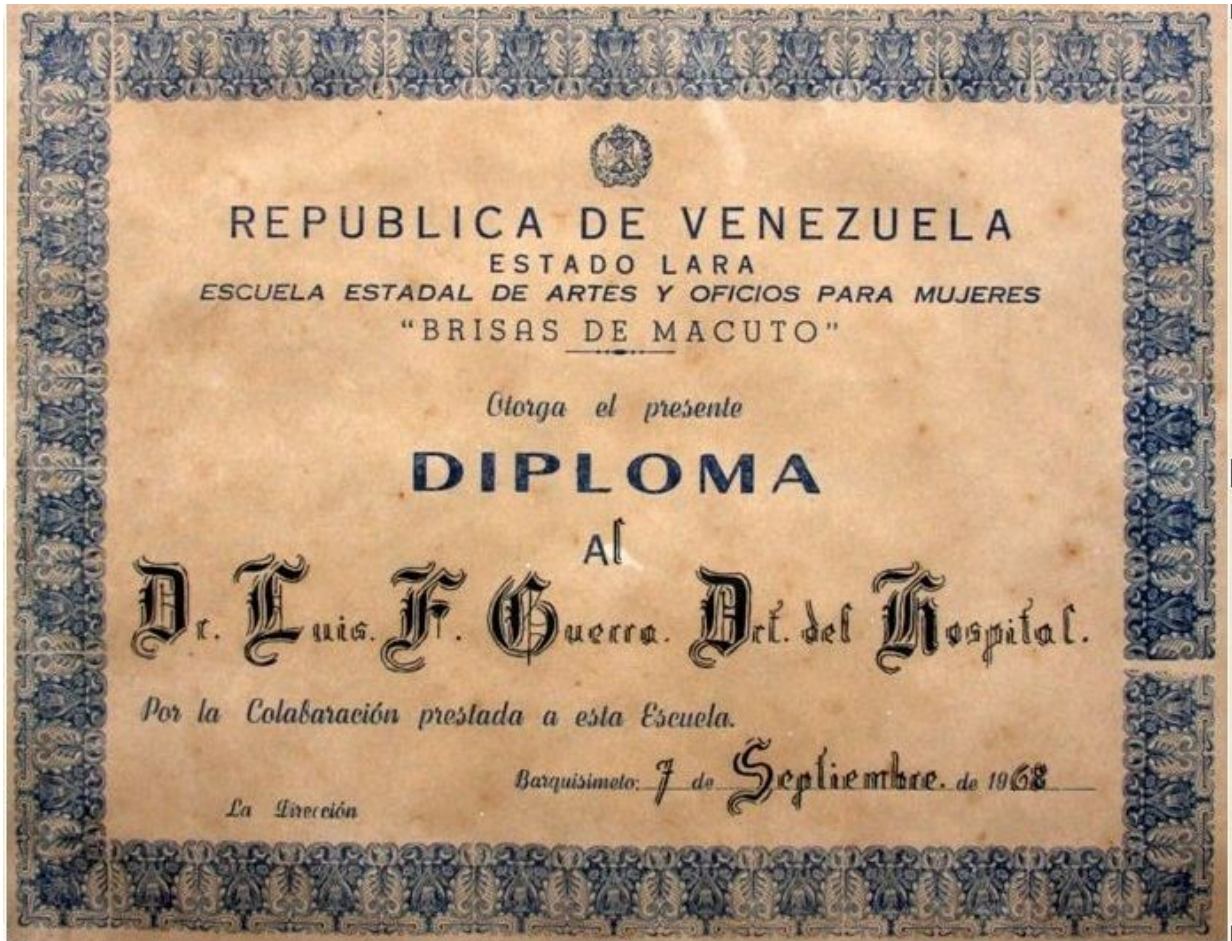 REPUBLICA DE VENEZUELA
ESTADO LARA
ESCUELA ESTADAL DE ARTES Y OFICIOS PARA MUJERES
"BRISAS DE MACUTO"
Otorga el presente
DIPLOMA
Al
Dr. Luis. F. Guerra. Drt. del Hospital.
Por la Colabaración prestada a esta Escuela.
Barquisimeto: 7 de Septiembre. de 1968
La Dirección